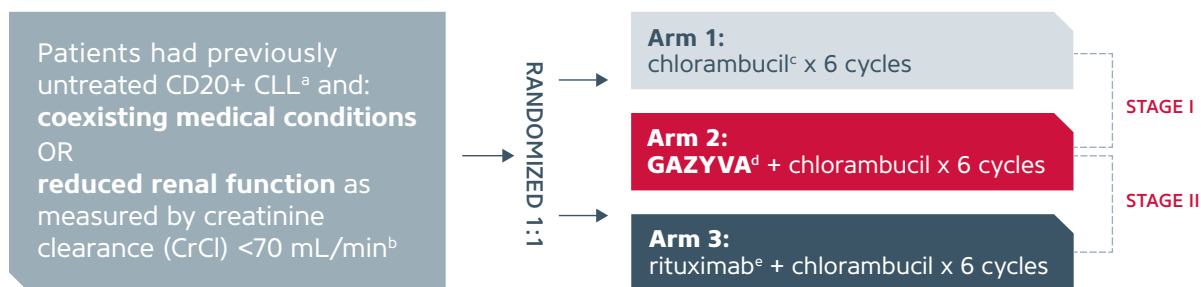 Patients had previously
untreated CD20+ CLLᵃ and:
coexisting medical conditions
OR
reduced renal function as
measured by creatinine
clearance (CrCl) <70 mL/minᵇ
RANDOMIZED 1:1
Arm 1:
chlorambucilᶜ x 6 cycles
Arm 2:
GAZYVAᵈ + chlorambucil x 6 cycles
Arm 3:
rituximabᵉ + chlorambucil x 6 cycles
STAGE I
STAGE II